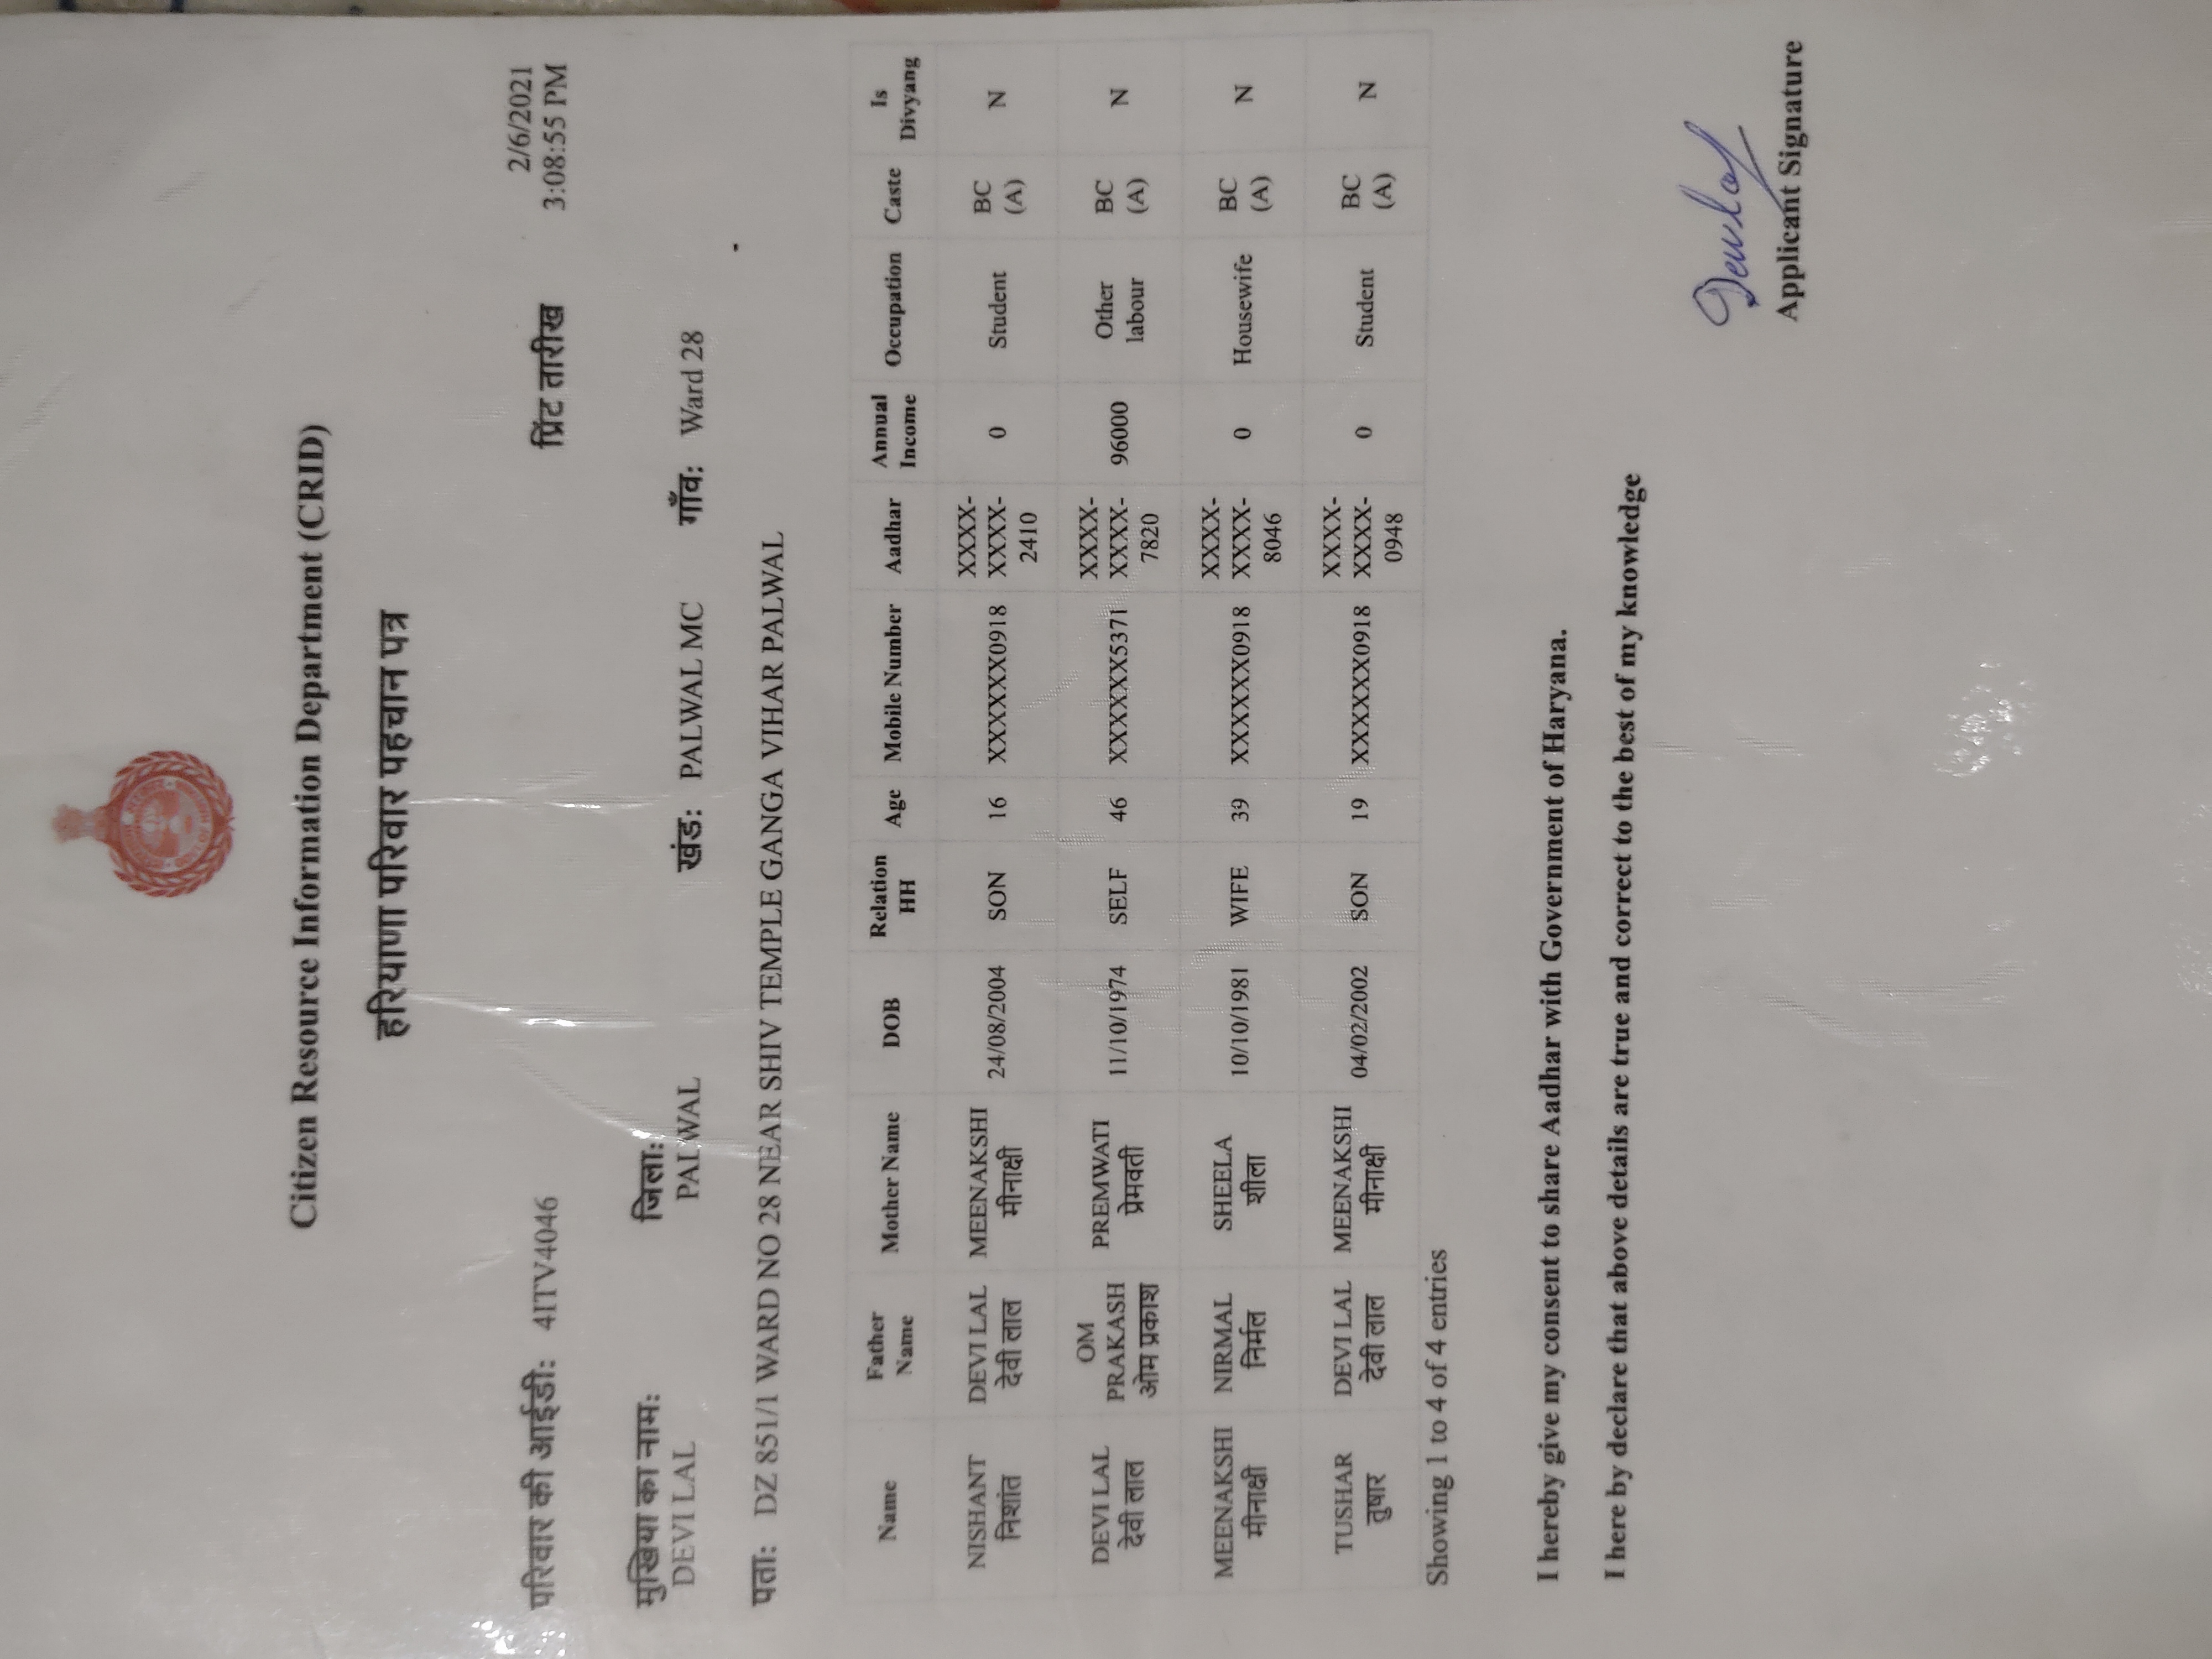 Citizen Resource Information Department (CRID)
हरियाणा परिवार पहचान पत्र
परिवार की आईडी: 4ITV4046 प्रिंट तारीख 2/6/2021 3:08:55 PM
मुखिया का नाम: DEVI LAL जिला: PALWAL खंड: PALWAL MC गाँव: Ward 28
पता: DZ 851/1 WARD NO 28 NEAR SHIV TEMPLE GANGA VIHAR PALWAL
Name Father Name Mother Name DOB Relation HH Age Mobile Number Aadhar Annual Income Occupation Caste Is Divyang
NISHANT निशांत DEVI LAL देवी लाल MEENAKSHI मीनाक्षी 24/08/2004 SON 16 XXXXXX0918 XXXX-XXXX-2410 0 Student BC (A) N
DEVI LAL देवी लाल OM PRAKASH ओम प्रकाश PREMWATI प्रेमवती 11/10/1974 SELF 46 XXXXXX5371 XXXX-XXXX-7820 96000 Other labour BC (A) N
MEENAKSHI मीनाक्षी NIRMAL निर्मल SHEELA शीला 10/10/1981 WIFE 39 XXXXXX0918 XXXX-XXXX-8046 0 Housewife BC (A) N
TUSHAR तुषार DEVI LAL देवी लाल MEENAKSHI मीनाक्षी 04/02/2002 SON 19 XXXXXX0918 XXXX-XXXX-0948 0 Student BC (A) N
Showing 1 to 4 of 4 entries
I hereby give my consent to share Aadhar with Government of Haryana.
I here by declare that above details are true and correct to the best of my knowledge
Applicant Signature